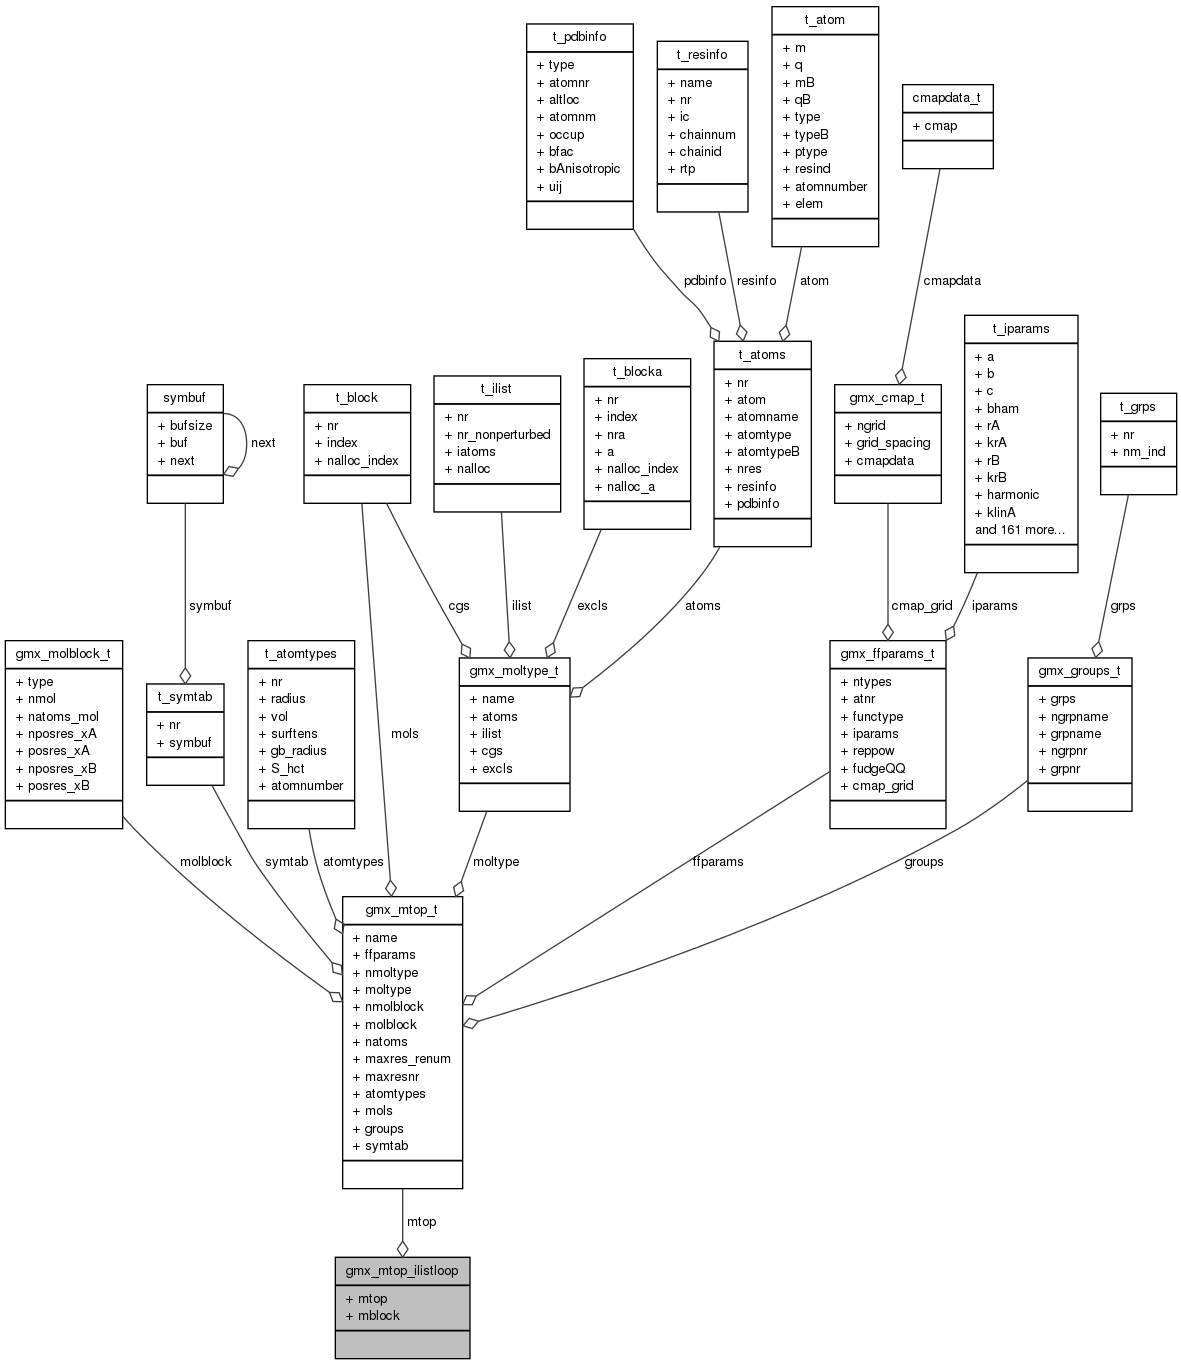 t_pdbinfo
+ type
+ atomnr
+ altloc
+ atomnm
+ occup
+ bfac
+ bAnisotropic
+ uij
t_resinfo
+ name
+ nr
+ ic
+ chainnum
+ chainid
+ rtp
t_atom
+ m
+ q
+ mB
+ qB
+ type
+ typeB
+ ptype
+ resind
+ atomnumber
+ elem
cmapdata_t
+ cmap
pdbinfo
resinfo
atom
cmapdata
symbuf
+ bufsize
+ buf
+ next
next
t_block
+ nr
+ index
+ nalloc_index
t_ilist
+ nr
+ nr_nonperturbed
+ iatoms
+ nalloc
t_blocka
+ nr
+ index
+ nra
+ a
+ nalloc_index
+ nalloc_a
t_atoms
+ nr
+ atom
+ atomname
+ atomtype
+ atomtypeB
+ nres
+ resinfo
+ pdbinfo
gmx_cmap_t
+ ngrid
+ grid_spacing
+ cmapdata
t_iparams
+ a
+ b
+ c
+ bham
+ rA
+ krA
+ rB
+ krB
+ harmonic
+ klinA
and 161 more...
t_grps
+ nr
+ nm_ind
symbuf
cgs
ilist
excls
atoms
cmap_grid
iparams
grps
gmx_molblock_t
+ type
+ nmol
+ natoms_mol
+ nposres_xA
+ posres_xA
+ nposres_xB
+ posres_xB
t_symtab
+ nr
+ symbuf
t_atomtypes
+ nr
+ radius
+ vol
+ surftens
+ gb_radius
+ S_hct
+ atomnumber
mols
gmx_moltype_t
+ name
+ atoms
+ ilist
+ cgs
+ excls
gmx_ffparams_t
+ ntypes
+ atnr
+ functype
+ iparams
+ reppow
+ fudgeQQ
+ cmap_grid
gmx_groups_t
+ grps
+ ngrpname
+ grpname
+ ngrpnr
+ grpnr
molblock
symtab
atomtypes
moltype
ffparams
groups
gmx_mtop_t
+ name
+ ffparams
+ nmoltype
+ moltype
+ nmolblock
+ molblock
+ natoms
+ maxres_renum
+ maxresnr
+ atomtypes
+ mols
+ groups
+ symtab
mtop
gmx_mtop_ilistloop
+ mtop
+ mblock